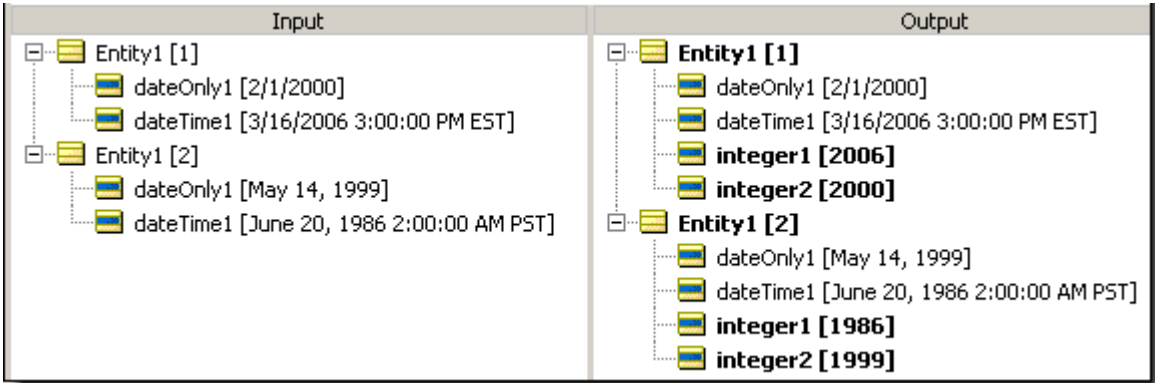 Input
Entity1 [1]
dateOnly1 [2/1/2000]
dateTime1 [3/16/2006 3:00:00 PM EST]
Entity1 [2]
dateOnly1 [May 14, 1999]
dateTime1 [June 20, 1986 2:00:00 AM PST]
Output
Entity1 [1]
dateOnly1 [2/1/2000]
dateTime1 [3/16/2006 3:00:00 PM EST]
integer1 [2006]
integer2 [2000]
Entity1 [2]
dateOnly1 [May 14, 1999]
dateTime1 [June 20, 1986 2:00:00 AM PST]
integer1 [1986]
integer2 [1999]